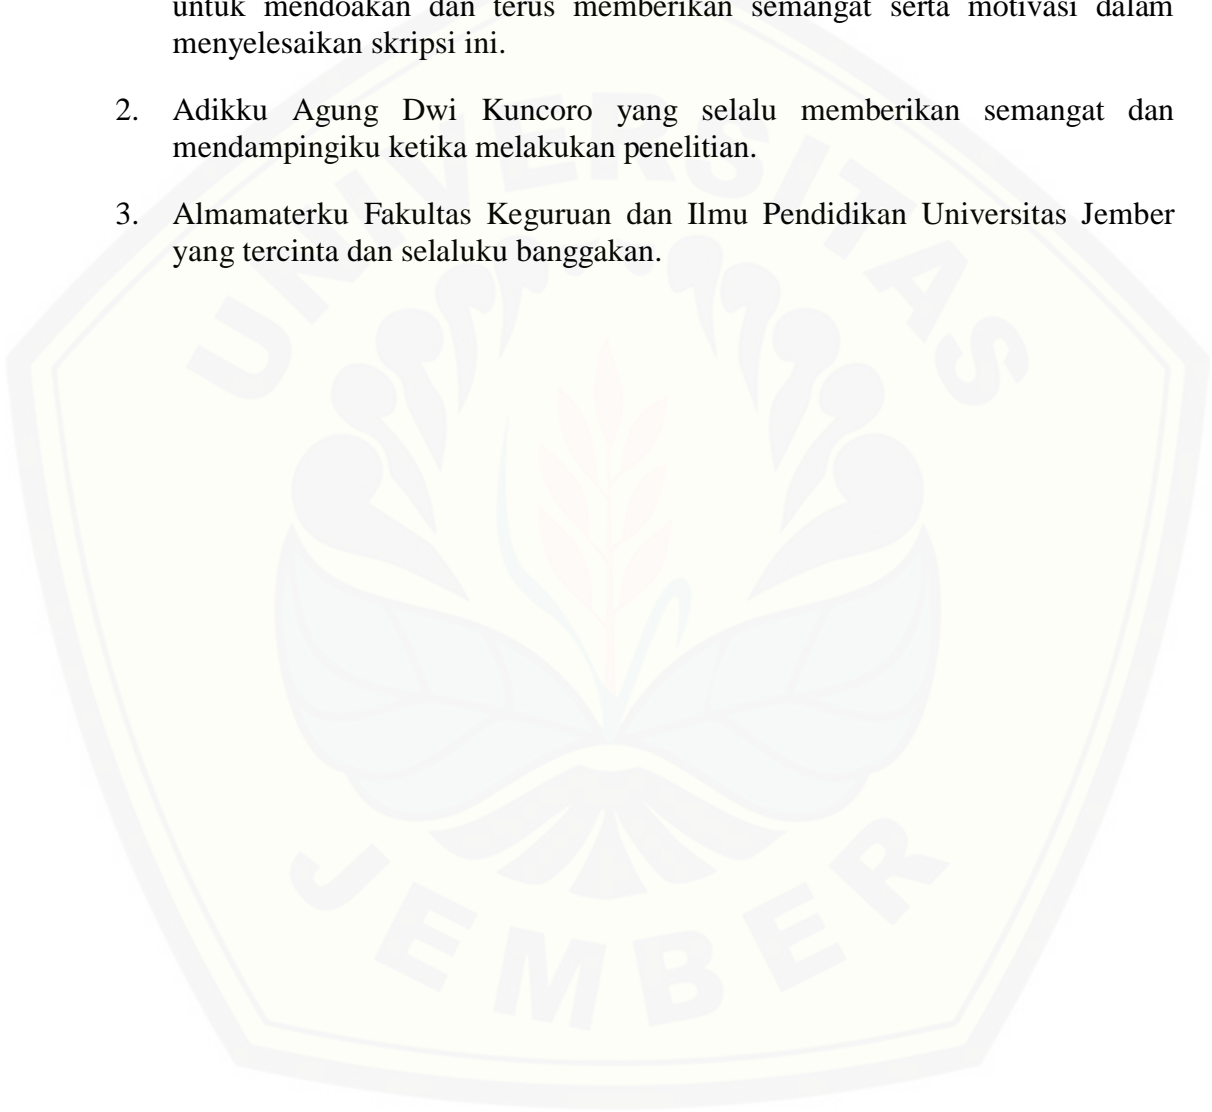 untuk mendoakan dan terus memberikan semangat serta motivasi dalam
menyelesaikan skripsi ini.
2. Adikku Agung Dwi Kuncoro yang selalu memberikan semangat dan
mendampingiku ketika melakukan penelitian.
3. Almamaterku Fakultas Keguruan dan Ilmu Pendidikan Universitas Jember
yang tercinta dan selaluku banggakan.
UNIVERSITAS
JEMBER